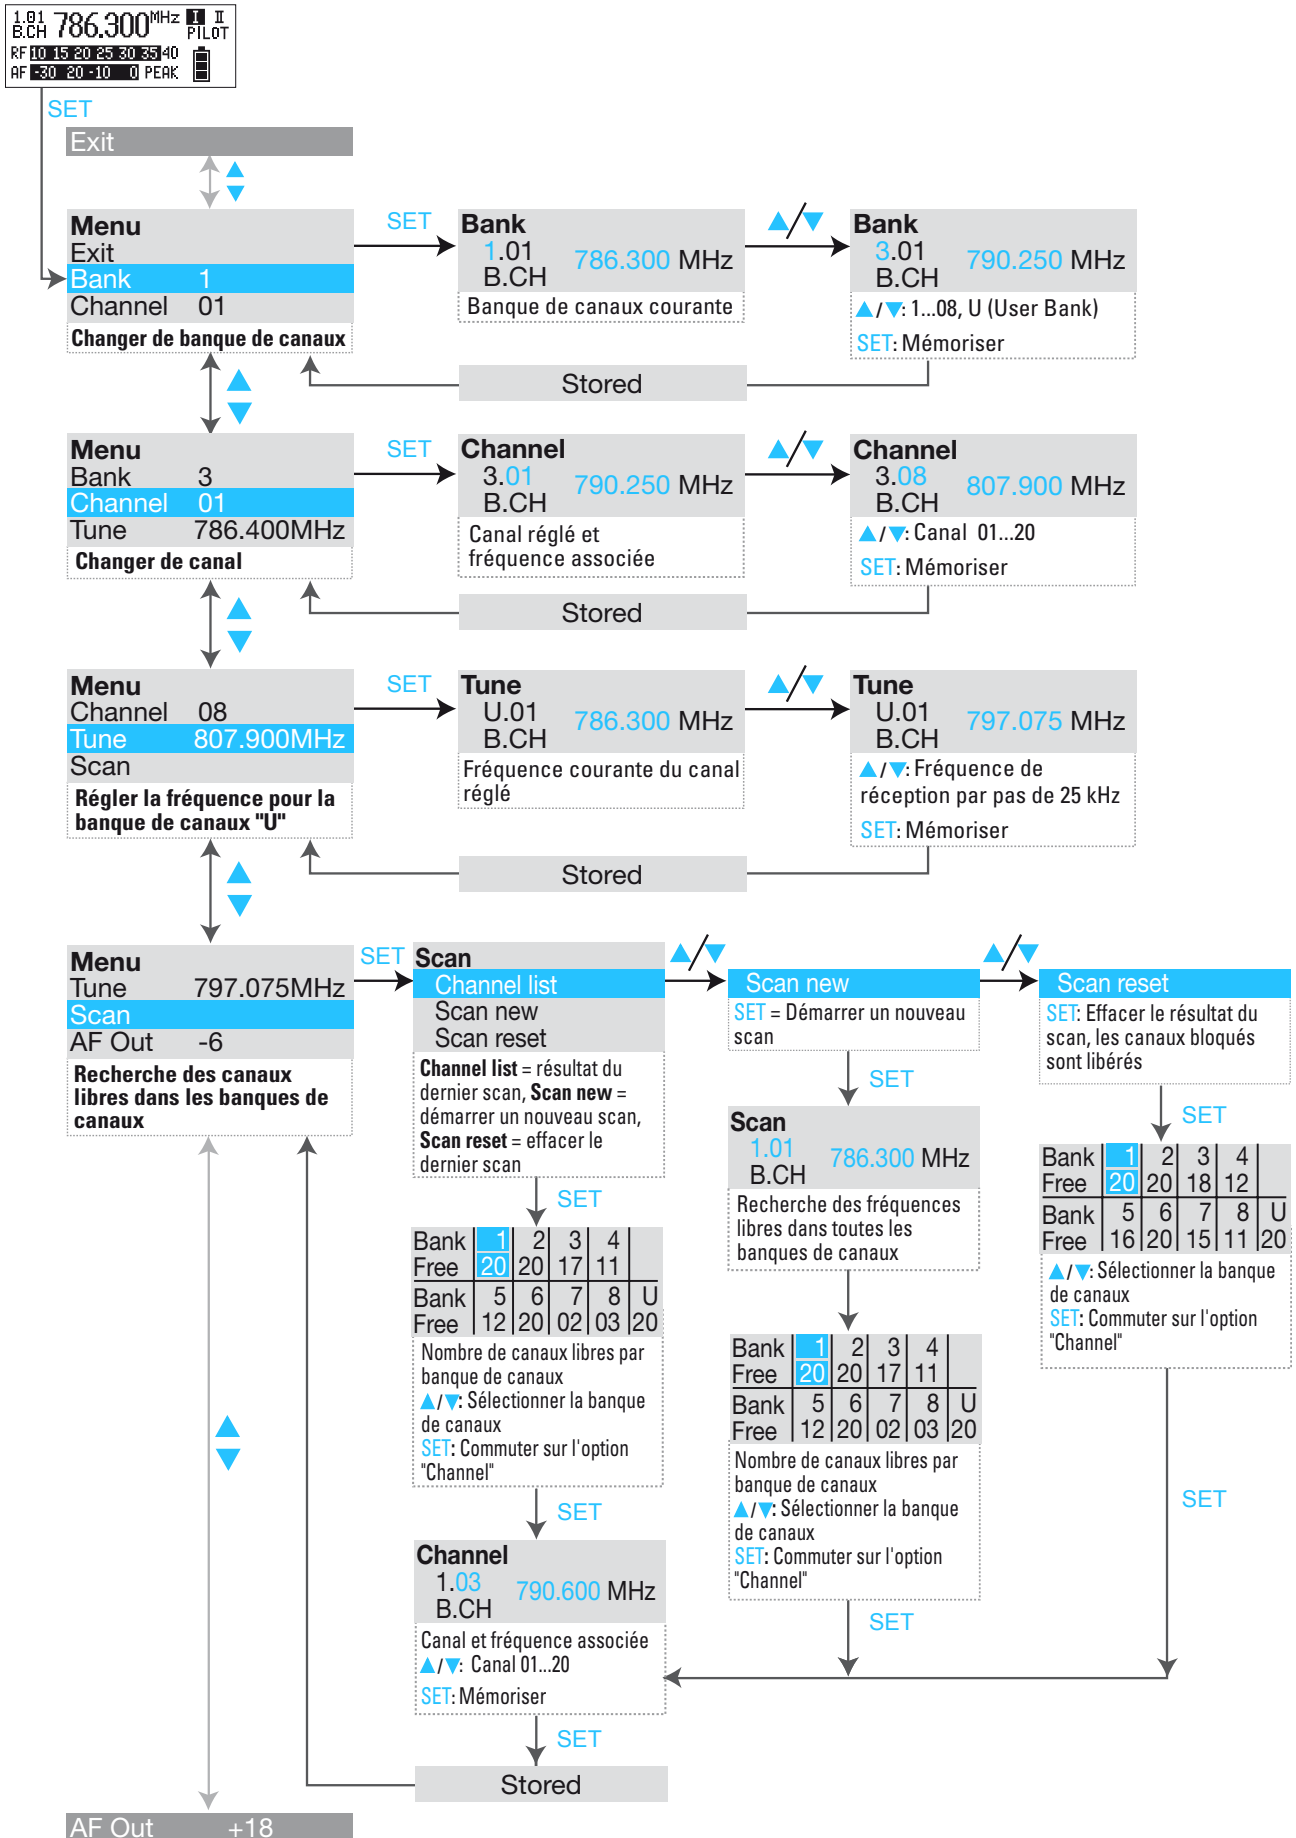 1.01 786.300 MHz I II
B.CH PILOT
RF 10 15 20 25 30 35 40
AF -30 20 -10 0 PEAK
SET
Exit
Menu
Exit
Bank 1
Channel 01
Changer de banque de canaux
SET
Bank
1.01 786.300 MHz
B.CH
Banque de canaux courante
/
Bank
3.01 790.250 MHz
B.CH
▲/▼: 1...08, U (User Bank)
SET: Mémoriser
Stored
Menu
Bank 3
Channel 01
Tune 786.400MHz
Changer de canal
SET
Channel
3.01 790.250 MHz
B.CH
Canal réglé et
fréquence associée
▲/▼
Channel
3.08 807.900 MHz
B.CH
▲/▼: Canal 01...20
SET: Mémoriser
Stored
Menu
Channel 08
Tune 807.900MHz
Scan
Régler la fréquence pour la
banque de canaux "U"
SET
Tune
U.01 786.300 MHz
B.CH
Fréquence courante du canal
réglé
▲/▼
Tune
U.01 797.075 MHz
B.CH
▲/▼: Fréquence de
réception par pas de 25 kHz
SET: Mémoriser
Stored
Menu
Tune 797.075MHz
Scan
AF Out -6
Recherche des canaux
libres dans les banques de
canaux
SET
Scan
Channel list
Scan new
Scan reset
Channel list = résultat du
dernier scan, Scan new =
démarrer un nouveau scan,
Scan reset = effacer le
dernier scan
SET
Bank 1 2 3 4
Free 20 20 17 11
Bank 5 6 7 8 U
Free 12 20 02 03 20
Nombre de canaux libres par
banque de canaux
▲/▼: Sélectionner la banque
de canaux
SET: Commuter sur l'option
"Channel"
SET
Channel
1.03 790.600 MHz
B.CH
Canal et fréquence associée
▲/▼: Canal 01...20
SET: Mémoriser
SET
Stored
▲/▼
Scan new
SET = Démarrer un nouveau
scan
SET
Scan
1.01 786.300 MHz
B.CH
Recherche des fréquences
libres dans toutes les
banques de canaux
Bank 1 2 3 4
Free 20 20 17 11
Bank 5 6 7 8 U
Free 12 20 02 03 20
Nombre de canaux libres par
banque de canaux
▲/▼: Sélectionner la banque
de canaux
SET: Commuter sur l'option
"Channel"
SET
▲/▼
Scan reset
SET: Effacer le résultat du
scan, les canaux bloqués
sont libérés
SET
Bank 1 2 3 4
Free 20 20 18 12
Bank 5 6 7 8 U
Free 16 20 15 11 20
▲/▼: Sélectionner la banque
de canaux
SET: Commuter sur l'option
"Channel"
SET
AF Out +18